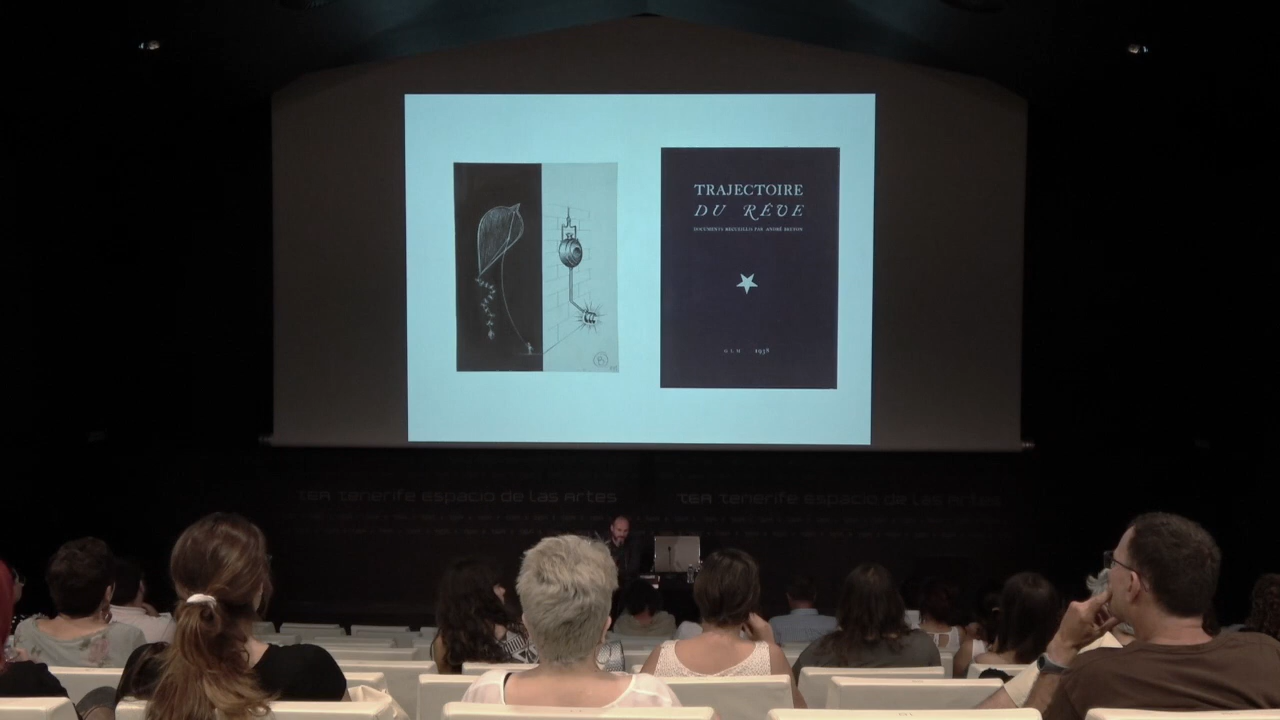 TRAJECTOIRE
DU RÊVE
DOCUMENTS RECUEILLIS PAR ANDRÉ BRETON
G L M 1938
TEA Tenerife Espacio de las Artes
TEA Tenerife Espacio de las Artes